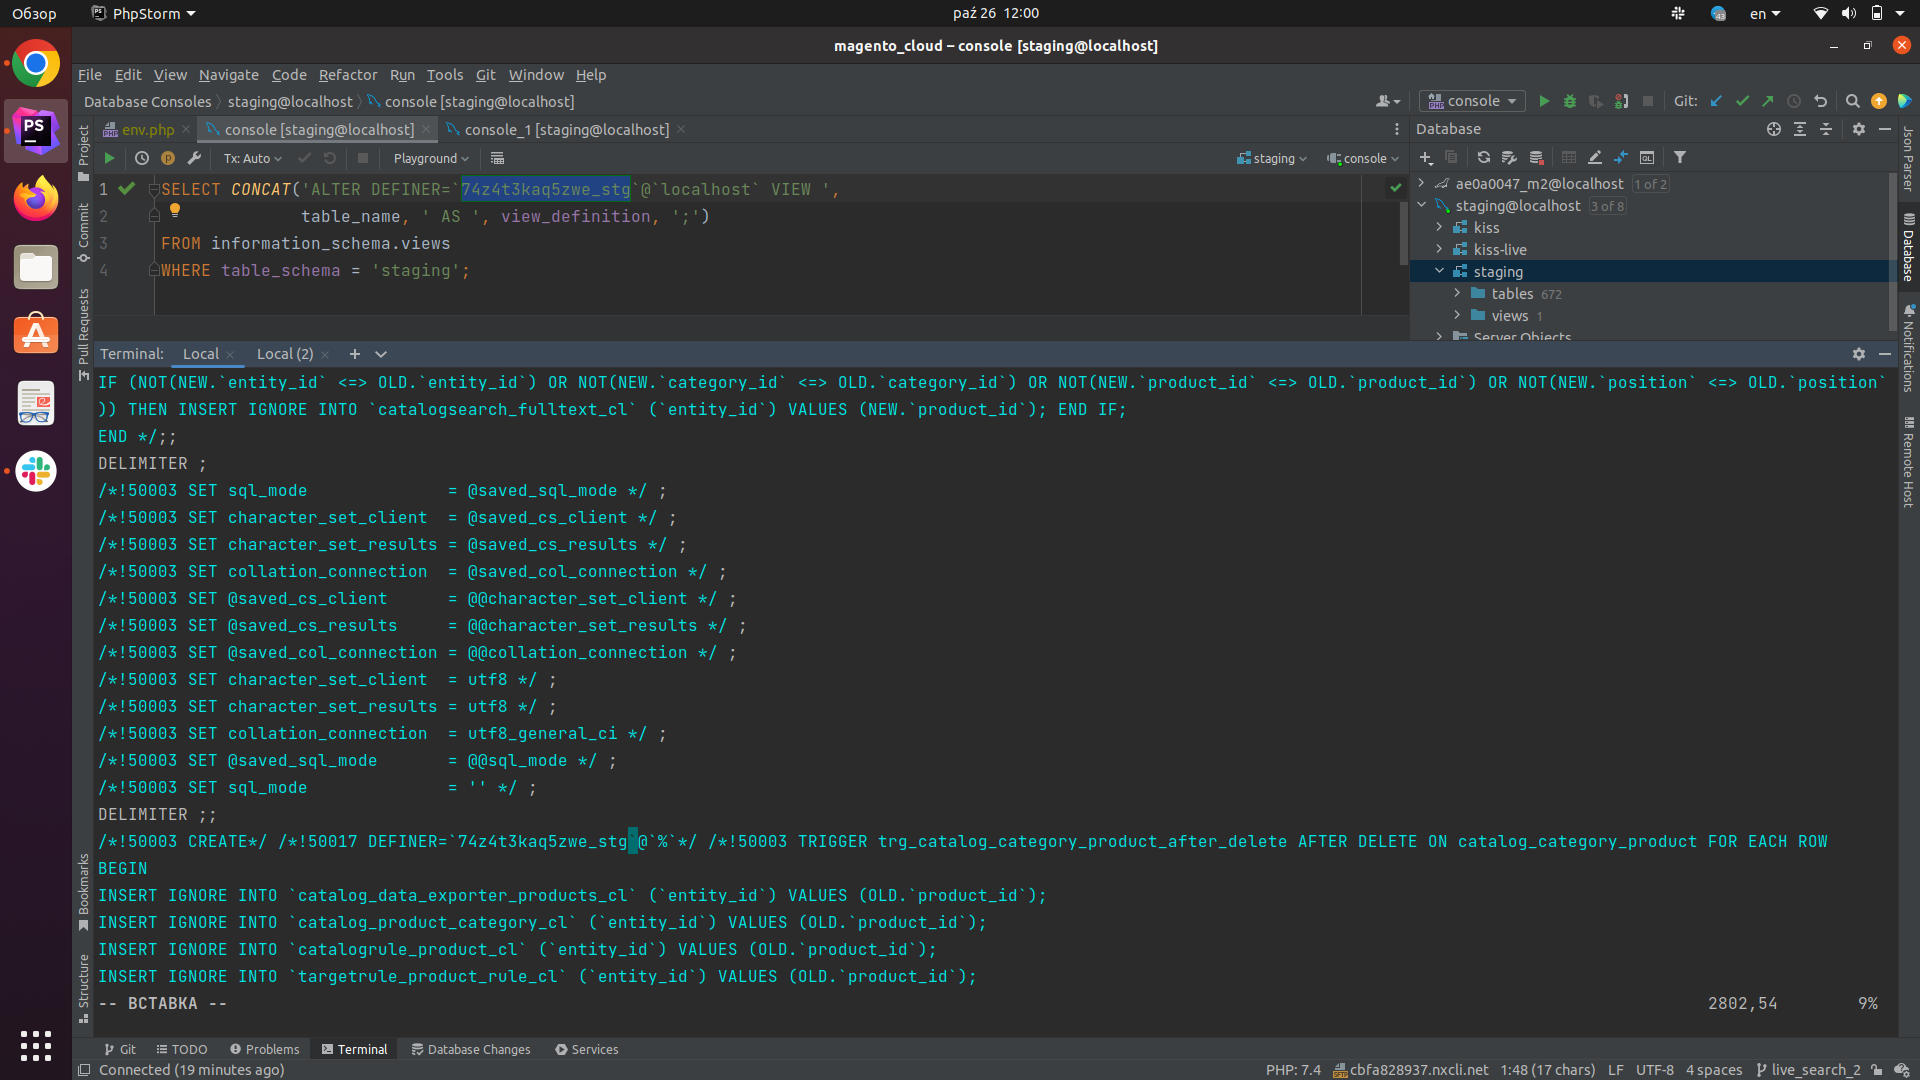 Обзор
PhpStorm
paź 26 12:00
43
en
magento_cloud – console [staging@localhost]
File Edit View Navigate Code Refactor Run Tools Git Window Help
Database Consoles staging@localhost console [staging@localhost]
console
Git:
env.php
console [staging@localhost]
console_1 [staging@localhost]
Database
Tx: Auto
Playground
staging
console
1 SELECT CONCAT('ALTER DEFINER=`74z4t3kaq5zwe_stg`@`localhost` VIEW ',
2 table_name, ' AS ', view_definition, ';')
3 FROM information_schema.views
4 WHERE table_schema = 'staging';
ae0a0047_m2@localhost 1 of 2
staging@localhost 3 of 8
kiss
kiss-live
staging
tables 672
views 1
Server Objects
Project
Commit
Pull Requests
Bookmarks
Structure
Json Parser
Database
Notifications
Remote Host
Terminal: Local Local (2)
IF (NOT(NEW.`entity_id` <=> OLD.`entity_id`) OR NOT(NEW.`category_id` <=> OLD.`category_id`) OR NOT(NEW.`product_id` <=> OLD.`product_id`) OR NOT(NEW.`position` <=> OLD.`position`
)) THEN INSERT IGNORE INTO `catalogsearch_fulltext_cl` (`entity_id`) VALUES (NEW.`product_id`); END IF;
END */;;
DELIMITER ;
/*!50003 SET sql_mode              = @saved_sql_mode */ ;
/*!50003 SET character_set_client  = @saved_cs_client */ ;
/*!50003 SET character_set_results = @saved_cs_results */ ;
/*!50003 SET collation_connection  = @saved_col_connection */ ;
/*!50003 SET @saved_cs_client      = @@character_set_client */ ;
/*!50003 SET @saved_cs_results     = @@character_set_results */ ;
/*!50003 SET @saved_col_connection = @@collation_connection */ ;
/*!50003 SET character_set_client  = utf8 */ ;
/*!50003 SET character_set_results = utf8 */ ;
/*!50003 SET collation_connection  = utf8_general_ci */ ;
/*!50003 SET @saved_sql_mode       = @@sql_mode */ ;
/*!50003 SET sql_mode              = '' */ ;
DELIMITER ;;
/*!50003 CREATE*/ /*!50017 DEFINER=`74z4t3kaq5zwe_stg`@`%`*/ /*!50003 TRIGGER trg_catalog_category_product_after_delete AFTER DELETE ON catalog_category_product FOR EACH ROW
BEGIN
INSERT IGNORE INTO `catalog_data_exporter_products_cl` (`entity_id`) VALUES (OLD.`product_id`);
INSERT IGNORE INTO `catalog_product_category_cl` (`entity_id`) VALUES (OLD.`product_id`);
INSERT IGNORE INTO `catalogrule_product_cl` (`entity_id`) VALUES (OLD.`product_id`);
INSERT IGNORE INTO `targetrule_product_rule_cl` (`entity_id`) VALUES (OLD.`product_id`);
-- ВСТАВКА -- 2802,54 9%
Git TODO Problems Terminal Database Changes Services
Connected (19 minutes ago)
PHP: 7.4 cbfa828937.nxcli.net 1:48 (17 chars) LF UTF-8 4 spaces live_search_2